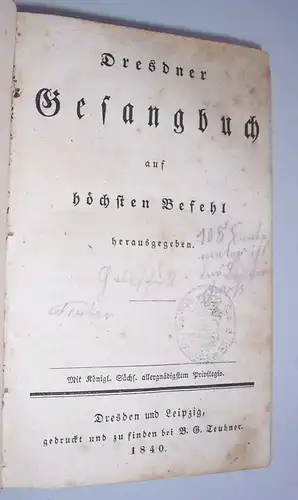 Dresdner
Gesangbuch
auf
höchsten Befehl
herausgegeben.
Mit Königl. Sächs. allergnädigstem Privilegio.
Dresden und Leipzig,
gedruckt und zu finden bei B. G. Teubner.
1840.